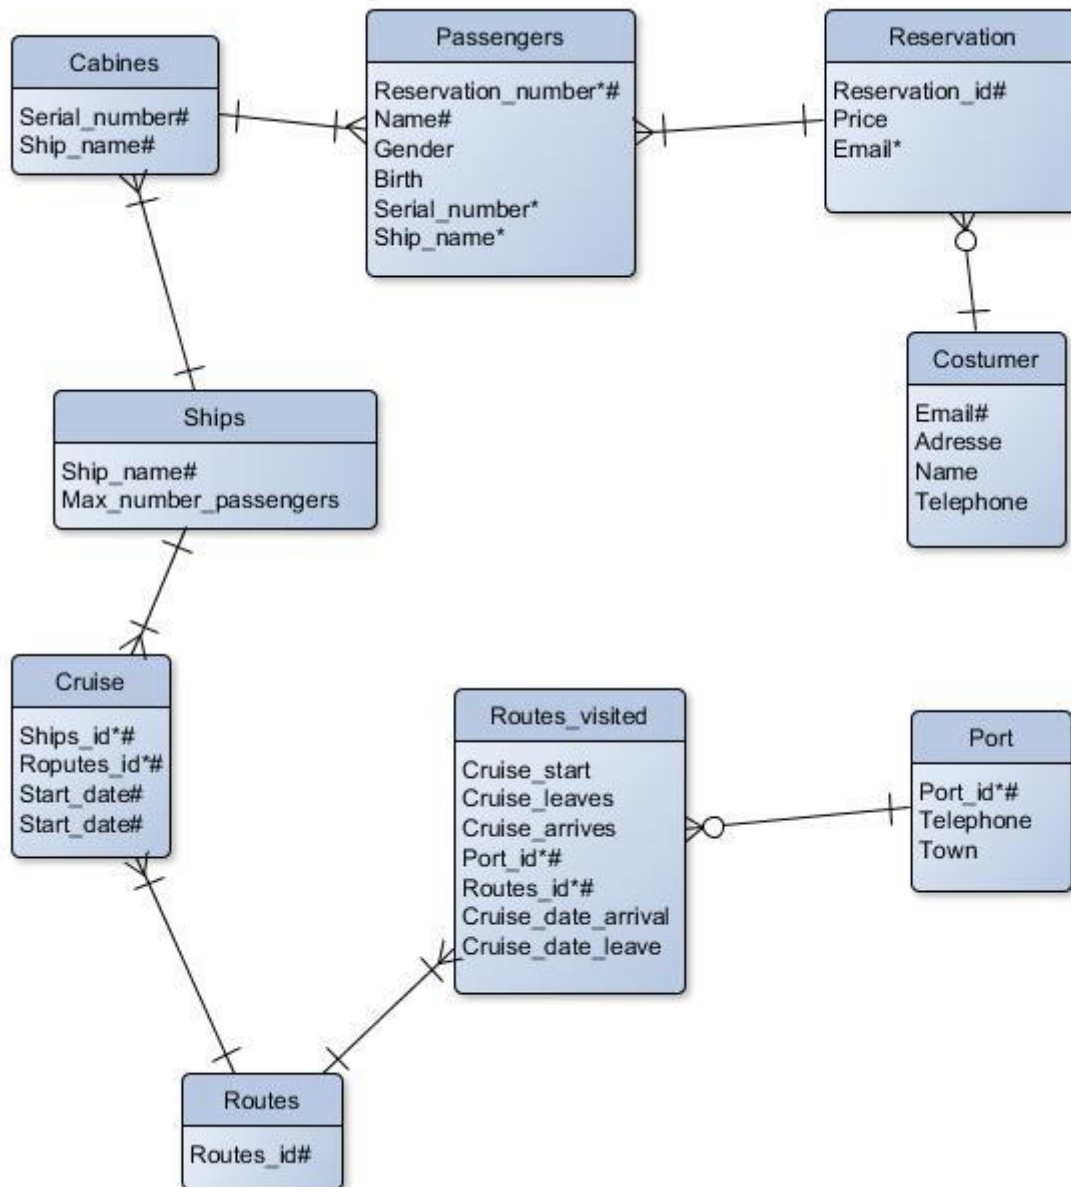 Cabines
Serial_number#
Ship_name#
Passengers
Reservation_number*#
Name#
Gender
Birth
Serial_number*
Ship_name*
Reservation
Reservation_id#
Price
Email*
Costumer
Email#
Adresse
Name
Telephone
Ships
Ship_name#
Max_number_passengers
Cruise
Ships_id*#
Roputes_id*#
Start_date#
Start_date#
Routes_visited
Cruise_start
Cruise_leaves
Cruise_arrives
Port_id*#
Routes_id*#
Cruise_date_arrival
Cruise_date_leave
Port
Port_id*#
Telephone
Town
Routes
Routes_id#